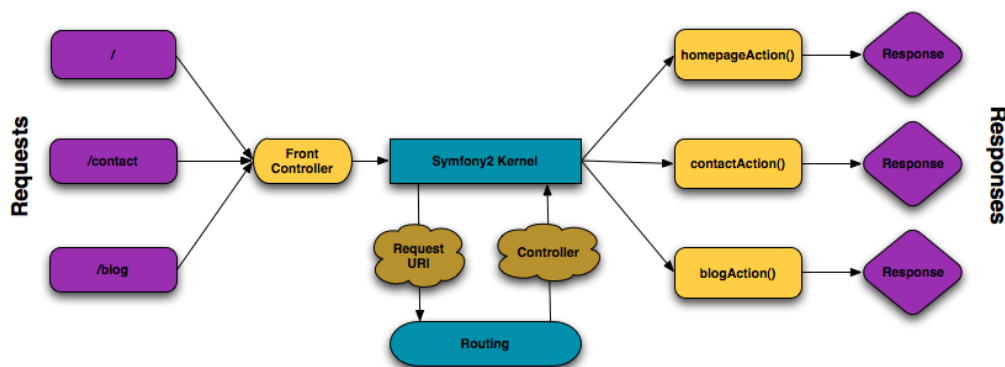 Requests
/
/contact
/blog
Front
Controller
Symfony2 Kernel
Request
URI
Controller
Routing
homepageAction()
contactAction()
blogAction()
Response
Response
Response
Responses